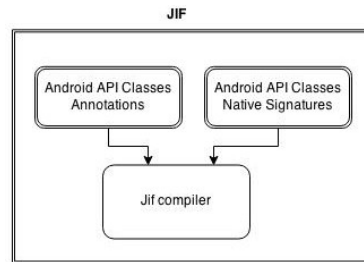 JIF
Android API Classes
Annotations
Android API Classes
Native Signatures
Jif compiler